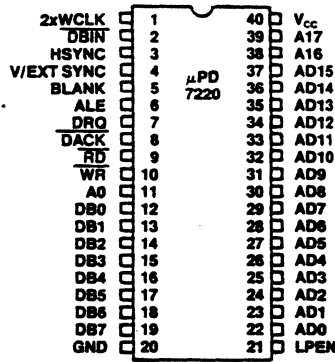 2xWCLK 1 40 V_CC
DBIN 2 39 A17
HSYNC 3 38 A16
V/EXT SYNC 4 37 AD15
BLANK 5 μPD 36 AD14
ALE 6 7220 35 AD13
DRQ 7 34 AD12
DACK 8 33 AD11
RD 9 32 AD10
WR 10 31 AD9
A0 11 30 AD8
DB0 12 29 AD7
DB1 13 28 AD6
DB2 14 27 AD5
DB3 15 26 AD4
DB4 16 25 AD3
DB5 17 24 AD2
DB6 18 23 AD1
DB7 19 22 AD0
GND 20 21 LPEN